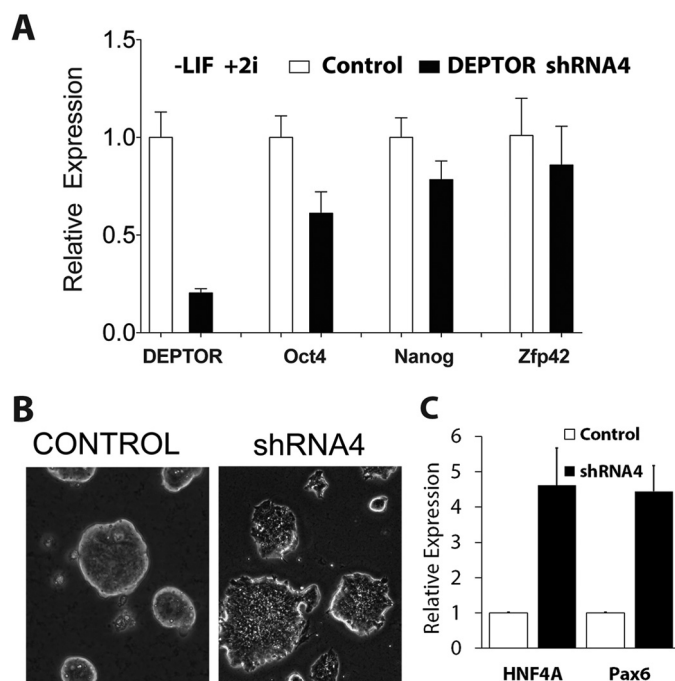 A
1.5
-LIF +2i Control DEPTOR shRNA4
Relative Expression
1.0
0.5
0.0
DEPTOR Oct4 Nanog Zfp42
B
CONTROL shRNA4
C
6
Control
5
shRNA4
4
Relative Expression
3
2
1
0
HNF4A Pax6